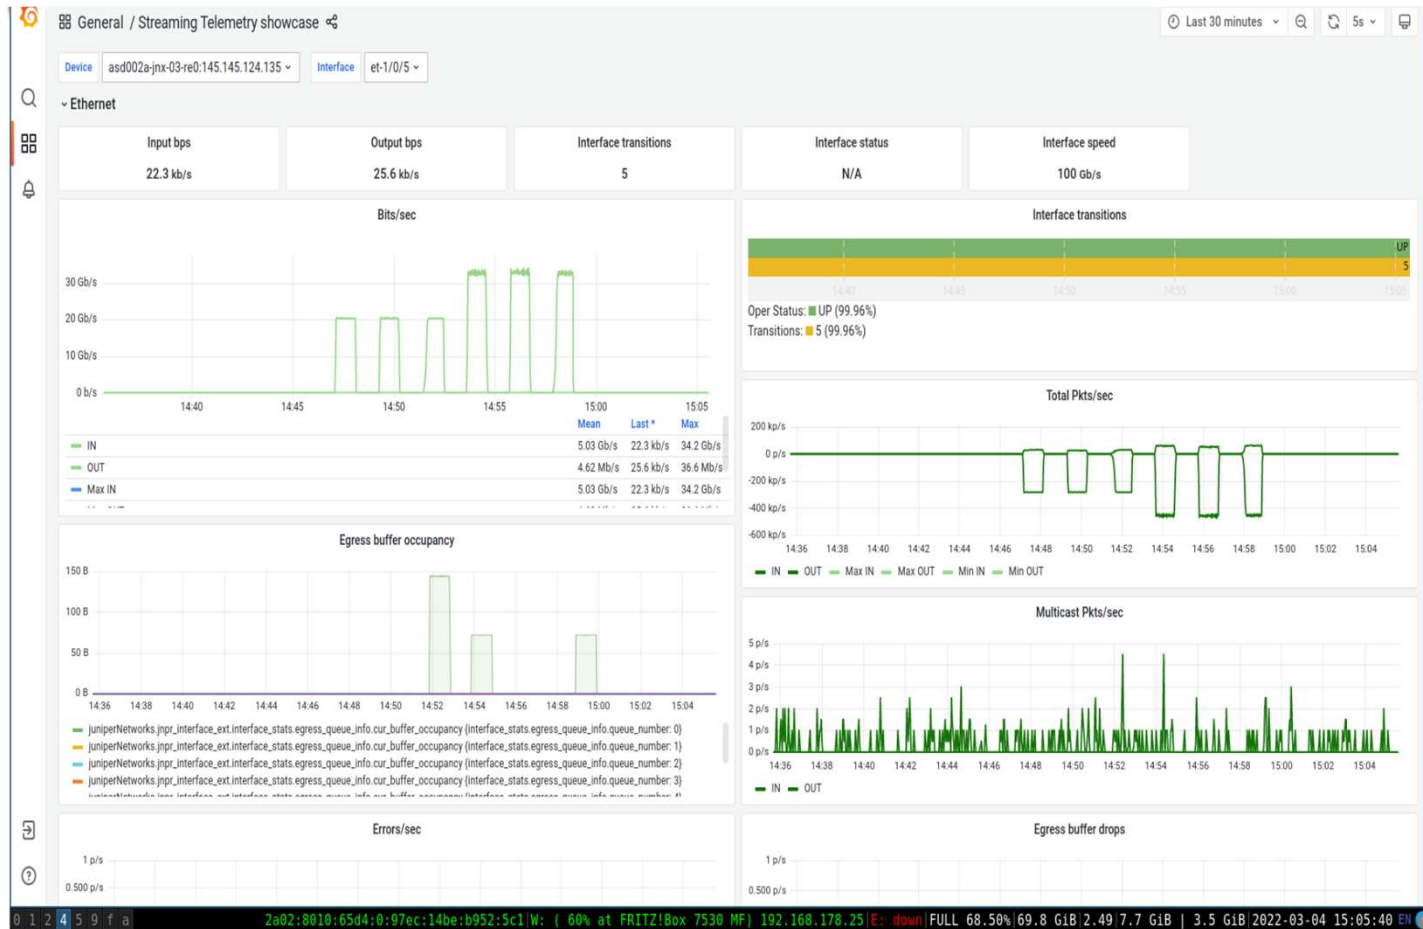 General / Streaming Telemetry showcase
Last 30 minutes
5s
Device asd002a-jnx-03-re0:145.145.124.135 Interface et-1/0/5
Ethernet
Input bps
22.3 kb/s
Output bps
25.6 kb/s
Interface transitions
5
Interface status
N/A
Interface speed
100 Gb/s
Bits/sec
30 Gb/s
20 Gb/s
10 Gb/s
0 b/s
14:40 14:45 14:50 14:55 15:00 15:05
Mean Last * Max
IN 5.03 Gb/s 22.3 kb/s 34.2 Gb/s
OUT 4.62 Mb/s 25.6 kb/s 36.6 Mb/s
Max IN 5.03 Gb/s 22.3 kb/s 34.2 Gb/s
Interface transitions
UP
5
14:40 14:45 14:50 14:55 15:00 15:05
Oper Status: UP (99.96%)
Transitions: 5 (99.96%)
Total Pkts/sec
200 kp/s
0 p/s
-200 kp/s
-400 kp/s
-600 kp/s
14:36 14:38 14:40 14:42 14:44 14:46 14:48 14:50 14:52 14:54 14:56 14:58 15:00 15:02 15:04
IN OUT Max IN Max OUT Min IN Min OUT
Egress buffer occupancy
150 B
100 B
50 B
0 B
14:36 14:38 14:40 14:42 14:44 14:46 14:48 14:50 14:52 14:54 14:56 14:58 15:00 15:02 15:04
juniperNetworks.jnpr_interface_ext.interface_stats.egress_queue_info.cur_buffer_occupancy {interface_stats.egress_queue_info.queue_number: 0}
juniperNetworks.jnpr_interface_ext.interface_stats.egress_queue_info.cur_buffer_occupancy {interface_stats.egress_queue_info.queue_number: 1}
juniperNetworks.jnpr_interface_ext.interface_stats.egress_queue_info.cur_buffer_occupancy {interface_stats.egress_queue_info.queue_number: 2}
juniperNetworks.jnpr_interface_ext.interface_stats.egress_queue_info.cur_buffer_occupancy {interface_stats.egress_queue_info.queue_number: 3}
Multicast Pkts/sec
5 p/s
4 p/s
3 p/s
2 p/s
1 p/s
0 p/s
14:36 14:38 14:40 14:42 14:44 14:46 14:48 14:50 14:52 14:54 14:56 14:58 15:00 15:02 15:04
IN OUT
Errors/sec
1 p/s
0.500 p/s
Egress buffer drops
1 p/s
0.500 p/s
0 1 2 4 5 9 f a 2a02:8010:65d4:0:97ec:14be:b952:5c1|W: ( 60% at FRITZ!Box 7530 MF) 192.168.178.25|E: down|FULL 68.50%|69.8 GiB|2.49|7.7 GiB | 3.5 GiB|2022-03-04 15:05:40 EN